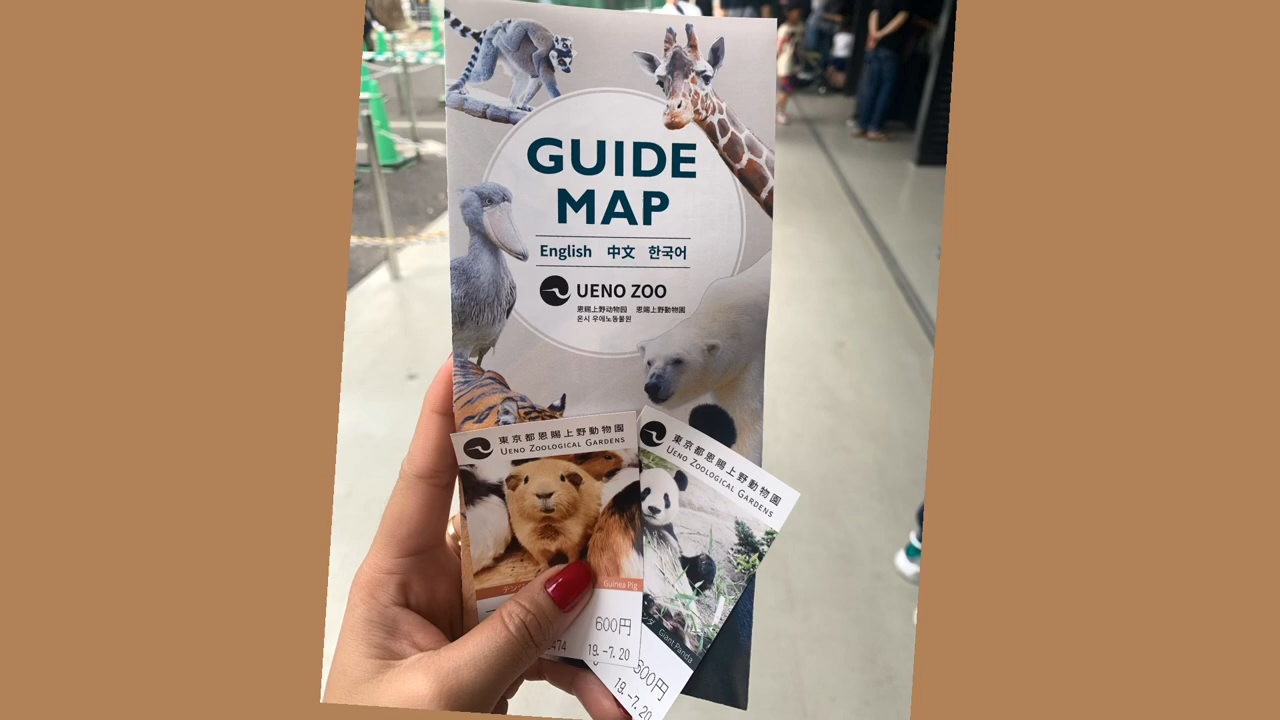 GUIDE
MAP
English 中文 한국어
UENO ZOO
恩赐上野动物园 恩賜上野動物園
온시 우에노동물원
東京都恩賜上野動物園
UENO ZOOLOGICAL GARDENS
Guinea Pig
600円
474 19.-7.20
東京都恩賜上野動物園
UENO ZOOLOGICAL GARDENS
Giant Panda
600円
19.-7.20